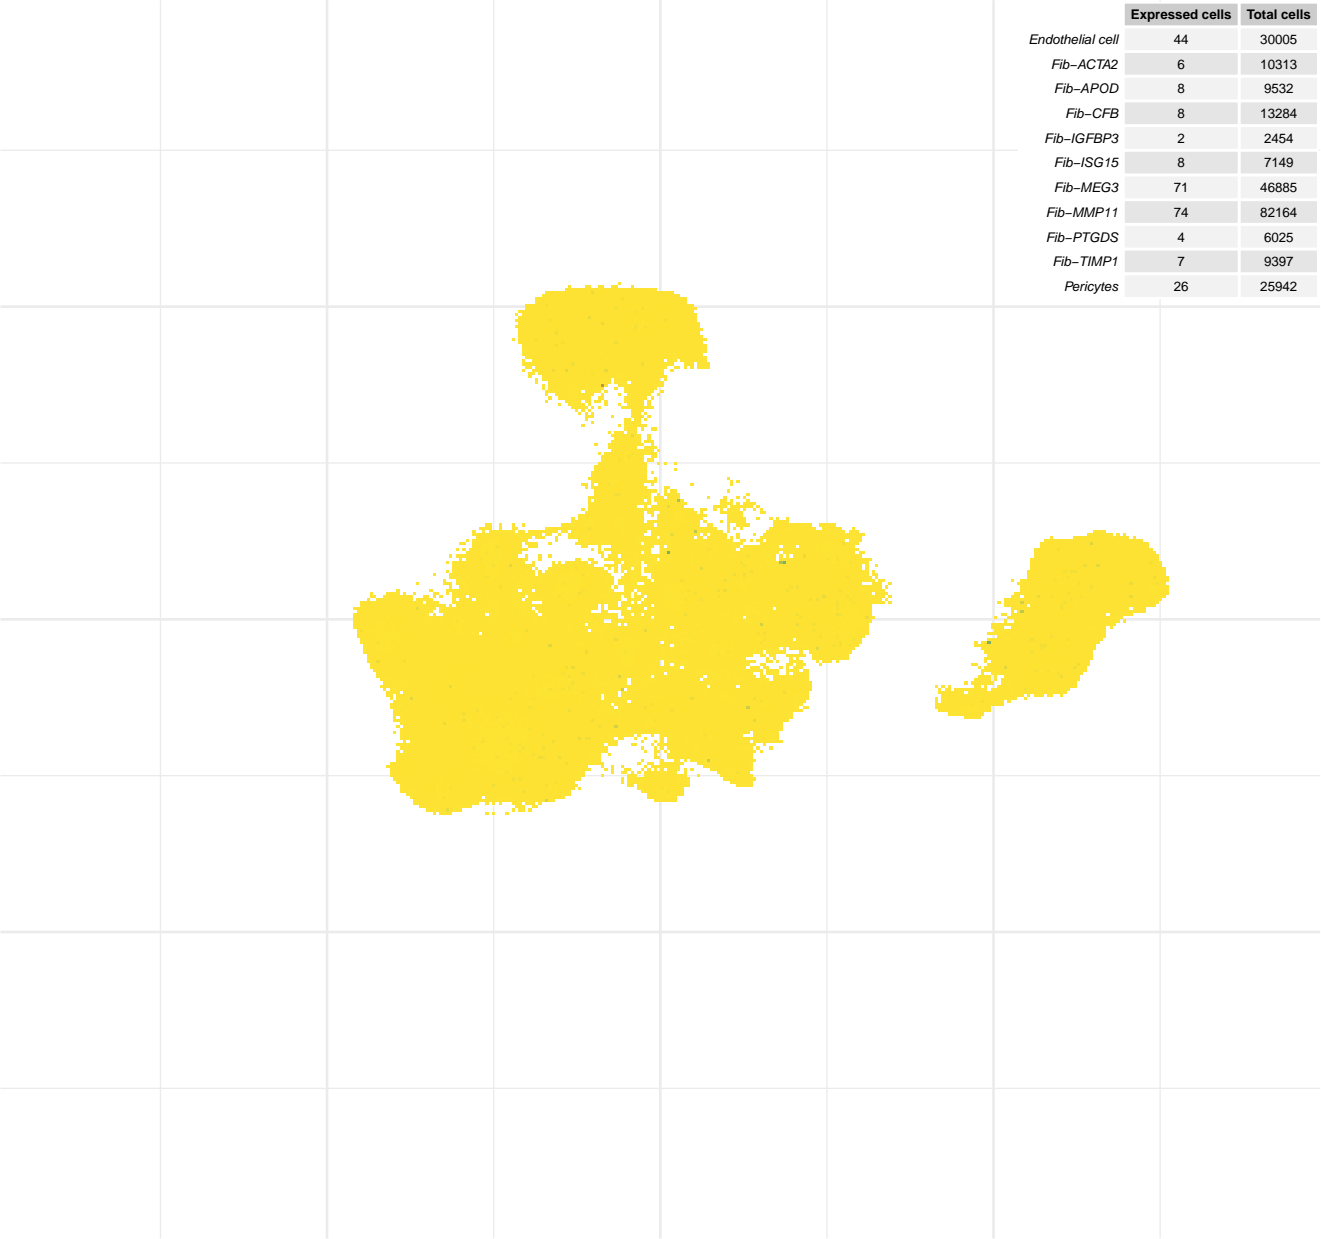 Expressed cells Total cells
Endothelial cell 44 30005
Fib−ACTA2 6 10313
Fib−APOD 8 9532
Fib−CFB 8 13284
Fib−IGFBP3 2 2454
Fib−ISG15 8 7149
Fib−MEG3 71 46885
Fib−MMP11 74 82164
Fib−PTGDS 4 6025
Fib−TIMP1 7 9397
Pericytes 26 25942